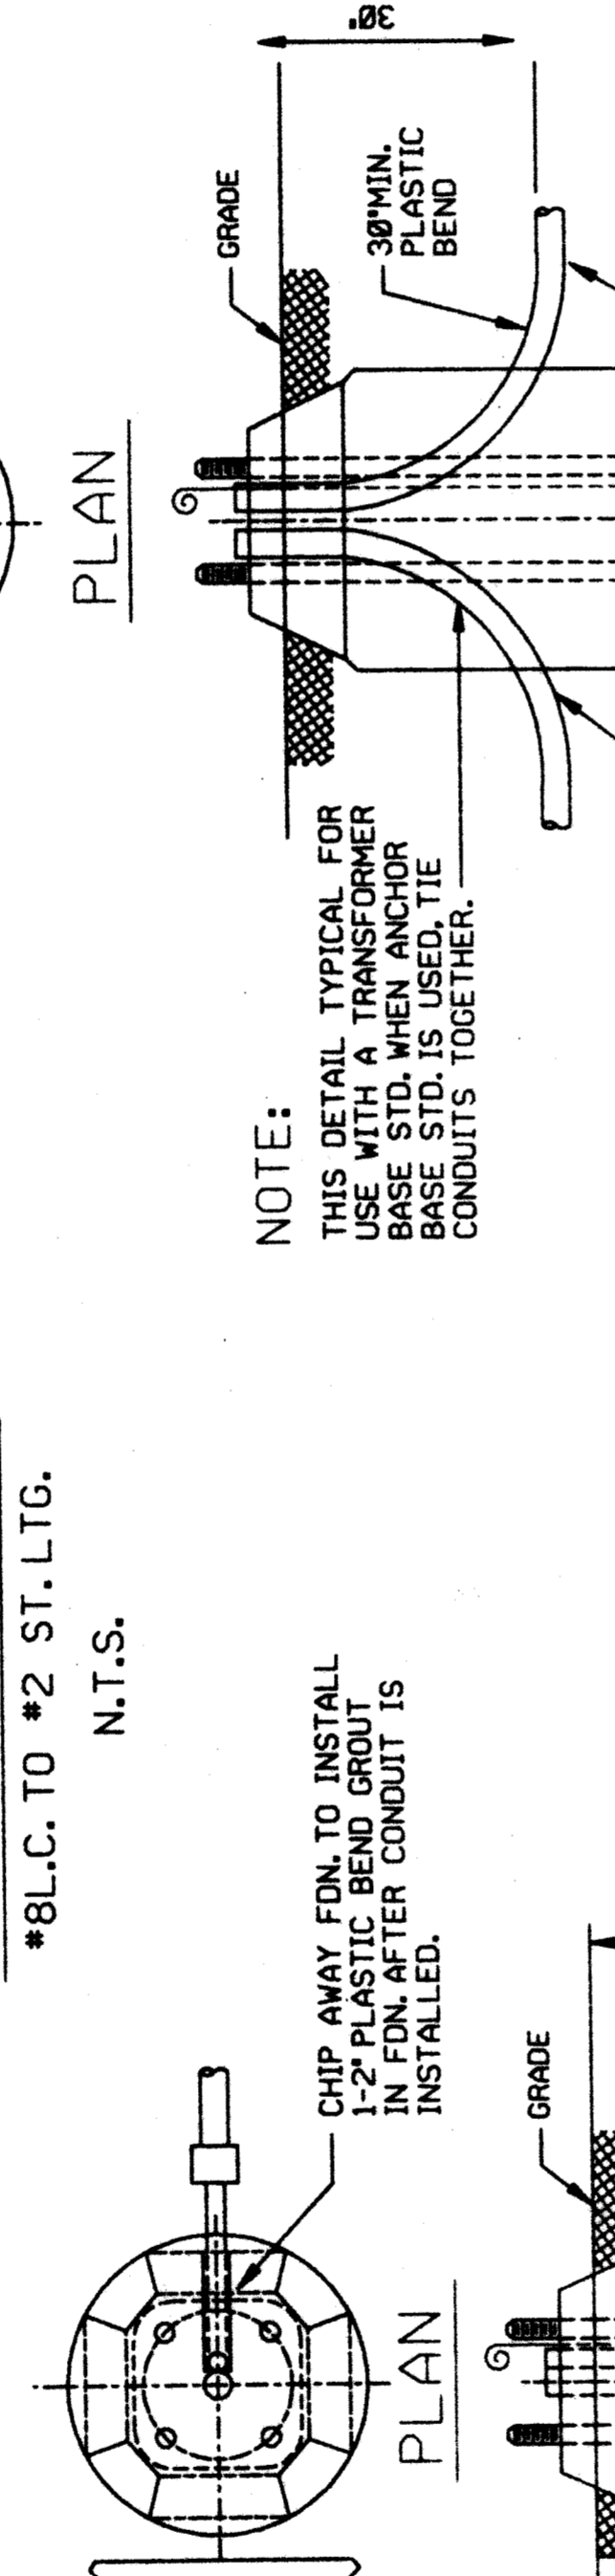 #8L.C. TO #2 ST. LTG.
N.T.S.
CHIP AWAY FDN. TO INSTALL
1-2" PLASTIC BEND GROUT
IN FDN. AFTER CONDUIT IS
INSTALLED.
PLAN
GRADE
PLAN
GRADE
30"
30"MIN.
PLASTIC
BEND
NOTE:
THIS DETAIL TYPICAL FOR
USE WITH A TRANSFORMER
BASE STD. WHEN ANCHOR
BASE STD. IS USED, TIE
CONDUITS TOGETHER.